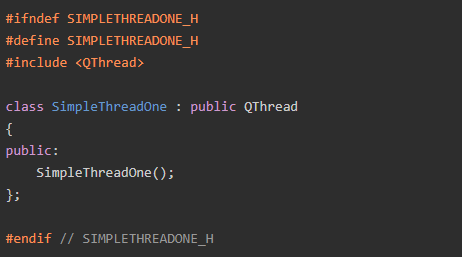 #ifndef SIMPLETHREADONE_H
#define SIMPLETHREADONE_H
#include <QThread>
class SimpleThreadOne : public QThread
{
public:
    SimpleThreadOne();
};
#endif // SIMPLETHREADONE_H